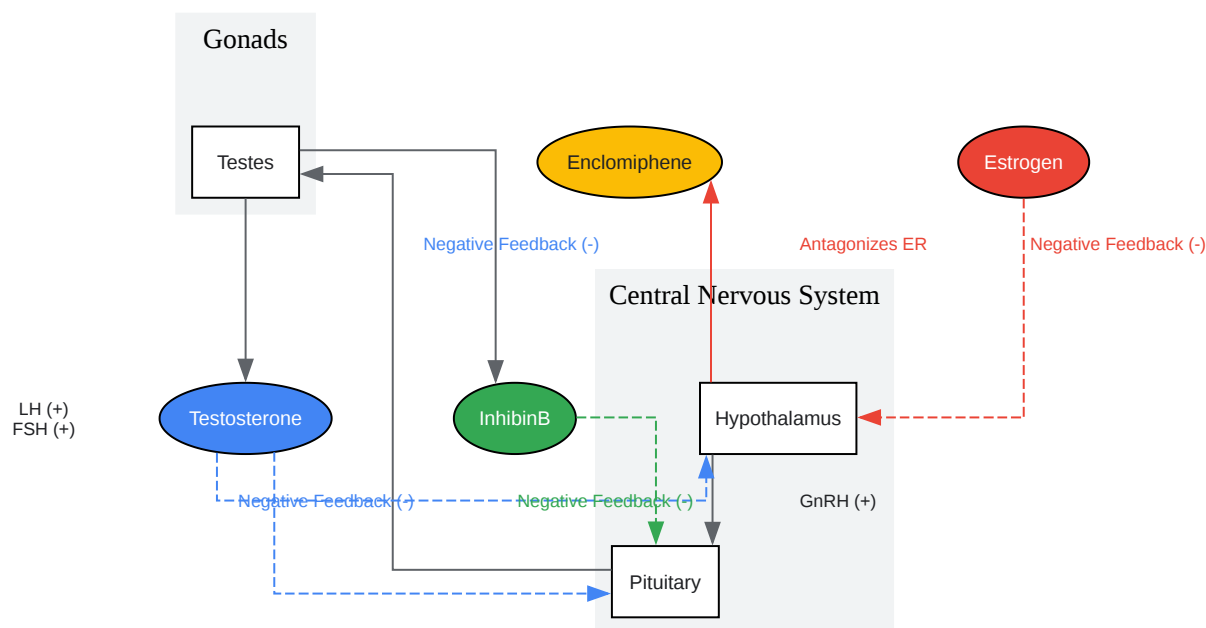 Gonads
Testes
Enclomiphene
Estrogen
Negative Feedback (-)
Antagonizes ER
Negative Feedback (-)
Central Nervous System
LH (+)
FSH (+)
Testosterone
InhibinB
Hypothalamus
Negative Feedback (-)
Negative Feedback (-)
GnRH (+)
Pituitary